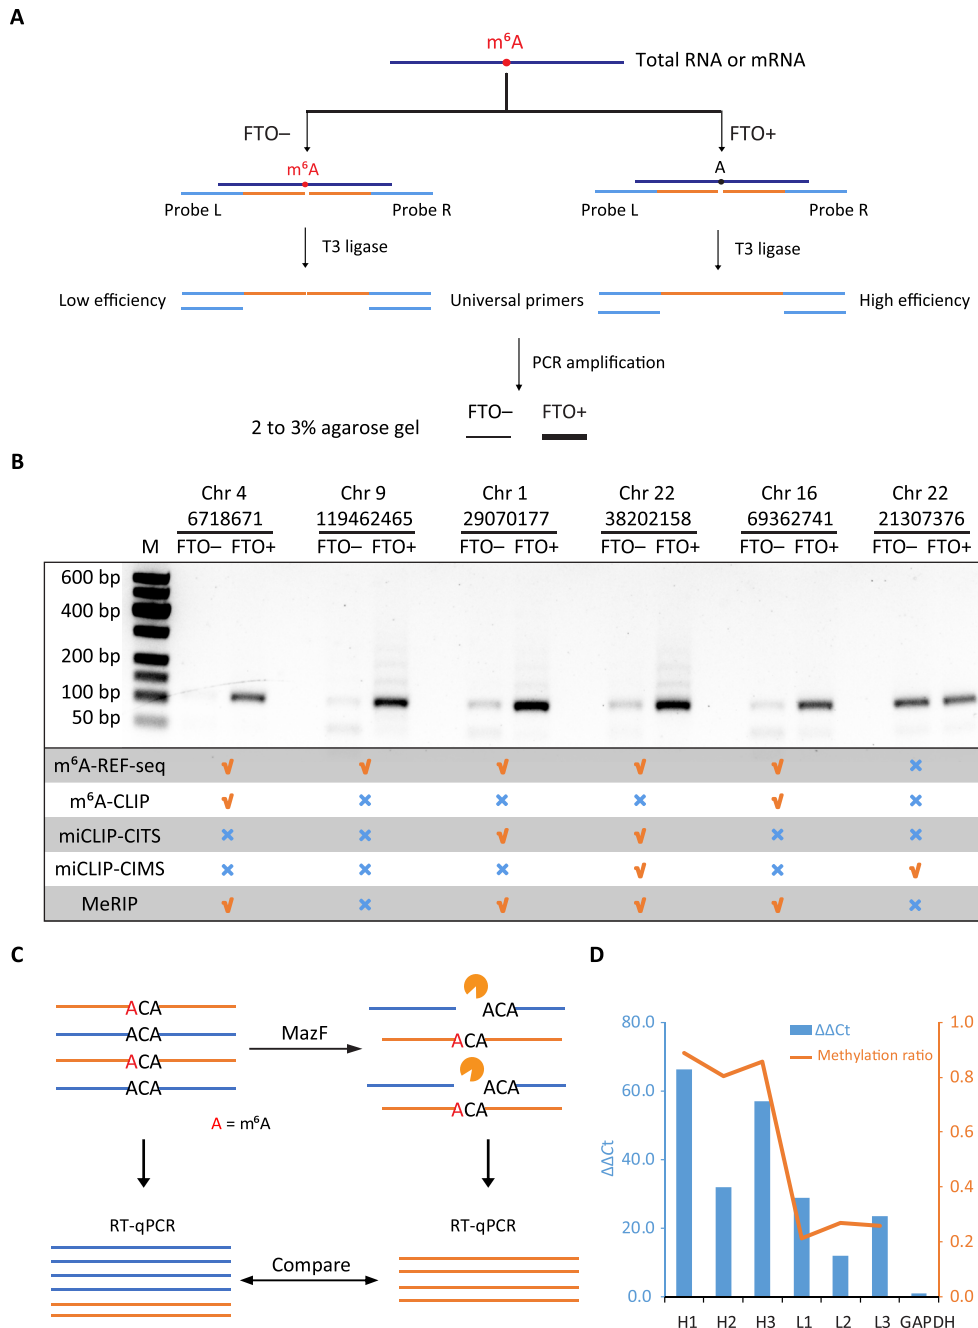 A
m⁶A
Total RNA or mRNA
FTO–
FTO+
m⁶A
A
Probe L
Probe R
Probe L
Probe R
T3 ligase
T3 ligase
Low efficiency
Universal primers
High efficiency
PCR amplification
2 to 3% agarose gel
FTO–
FTO+
B
Chr 4 Chr 9 Chr 1 Chr 22 Chr 16 Chr 22
6718671 119462465 29070177 38202158 69362741 21307376
M FTO– FTO+ FTO– FTO+ FTO– FTO+ FTO– FTO+ FTO– FTO+ FTO– FTO+
600 bp
400 bp
200 bp
100 bp
50 bp
m⁶A-REF-seq √ √ √ √ √ ×
m⁶A-CLIP √ × × × √ ×
miCLIP-CITS × × √ √ × ×
miCLIP-CIMS × × × √ × √
MeRIP √ × √ √ √ ×
C
ACA
ACA
ACA
ACA
MazF
ACA
ACA
ACA
ACA
A = m⁶A
RT-qPCR
RT-qPCR
Compare
D
80.0
60.0
40.0
20.0
0.0
ΔΔCt
ΔΔCt
Methylation ratio
1.0
0.8
0.6
0.4
0.2
0.0
H1 H2 H3 L1 L2 L3 GAPDH